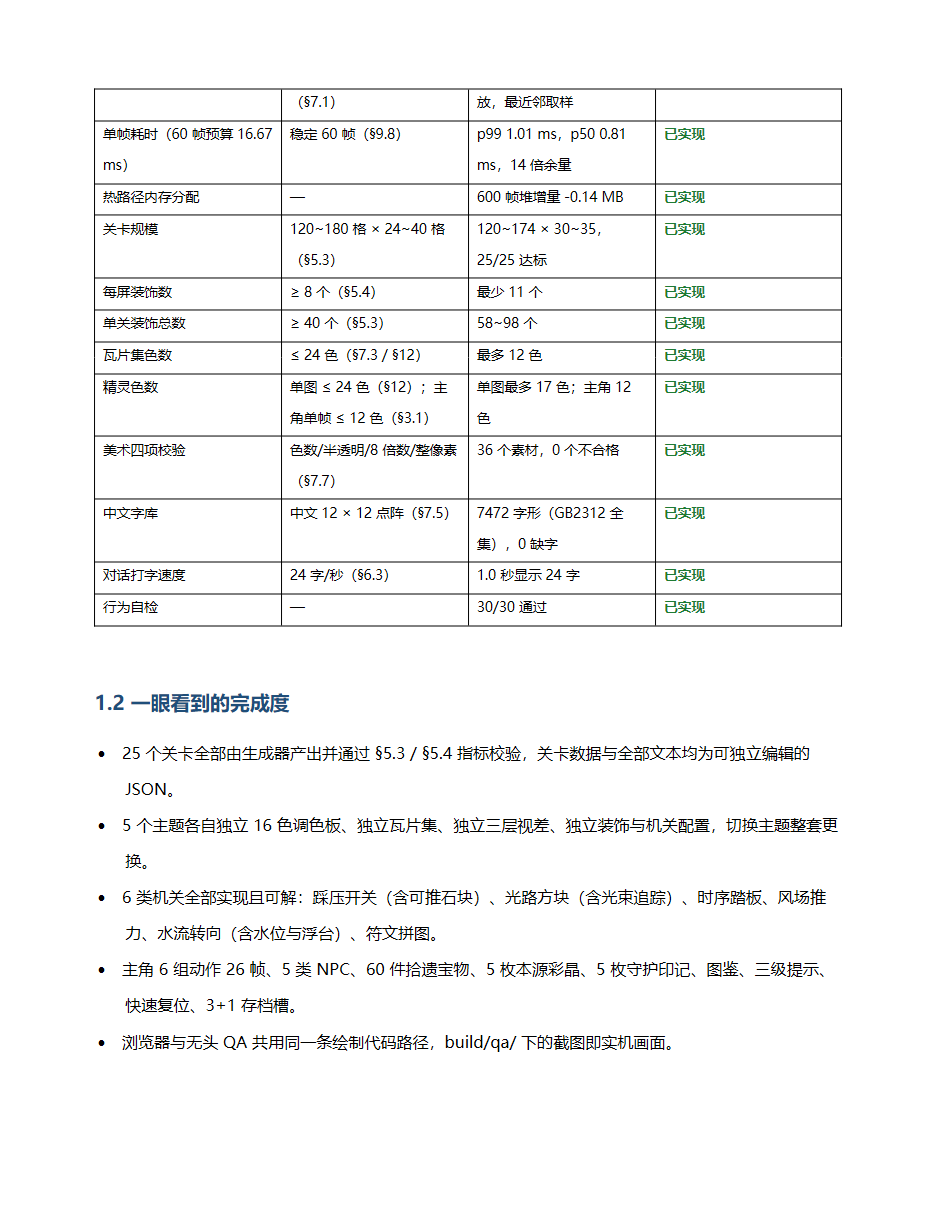 （§7.1） 放，最近邻取样
单帧耗时（60 帧预算 16.67 稳定 60 帧（§9.8） p99 1.01 ms，p50 0.81 已实现
ms） ms，14 倍余量
热路径内存分配 — 600 帧堆增量 -0.14 MB 已实现
关卡规模 120~180 格 × 24~40 格 120~174 × 30~35， 已实现
（§5.3） 25/25 达标
每屏装饰数 ≥ 8 个（§5.4） 最少 11 个 已实现
单关装饰总数 ≥ 40 个（§5.3） 58~98 个 已实现
瓦片集色数 ≤ 24 色（§7.3 / §12） 最多 12 色 已实现
精灵色数 单图 ≤ 24 色（§12）；主 单图最多 17 色；主角 12 已实现
角单帧 ≤ 12 色（§3.1） 色
美术四项校验 色数/半透明/8 倍数/整像素 36 个素材，0 个不合格 已实现
（§7.7）
中文字库 中文 12 × 12 点阵（§7.5） 7472 字形（GB2312 全 已实现
集），0 缺字
对话打字速度 24 字/秒（§6.3） 1.0 秒显示 24 字 已实现
行为自检 — 30/30 通过 已实现
1.2 一眼看到的完成度
• 25 个关卡全部由生成器产出并通过 §5.3 / §5.4 指标校验，关卡数据与全部文本均为可独立编辑的
JSON。
• 5 个主题各自独立 16 色调色板、独立瓦片集、独立三层视差、独立装饰与机关配置，切换主题整套更
换。
• 6 类机关全部实现且可解：踩压开关（含可推石块）、光路方块（含光束追踪）、时序踏板、风场推
力、水流转向（含水位与浮台）、符文拼图。
• 主角 6 组动作 26 帧、5 类 NPC、60 件拾遗宝物、5 枚本源彩晶、5 枚守护印记、图鉴、三级提示、
快速复位、3+1 存档槽。
• 浏览器与无头 QA 共用同一条绘制代码路径，build/qa/ 下的截图即实机画面。